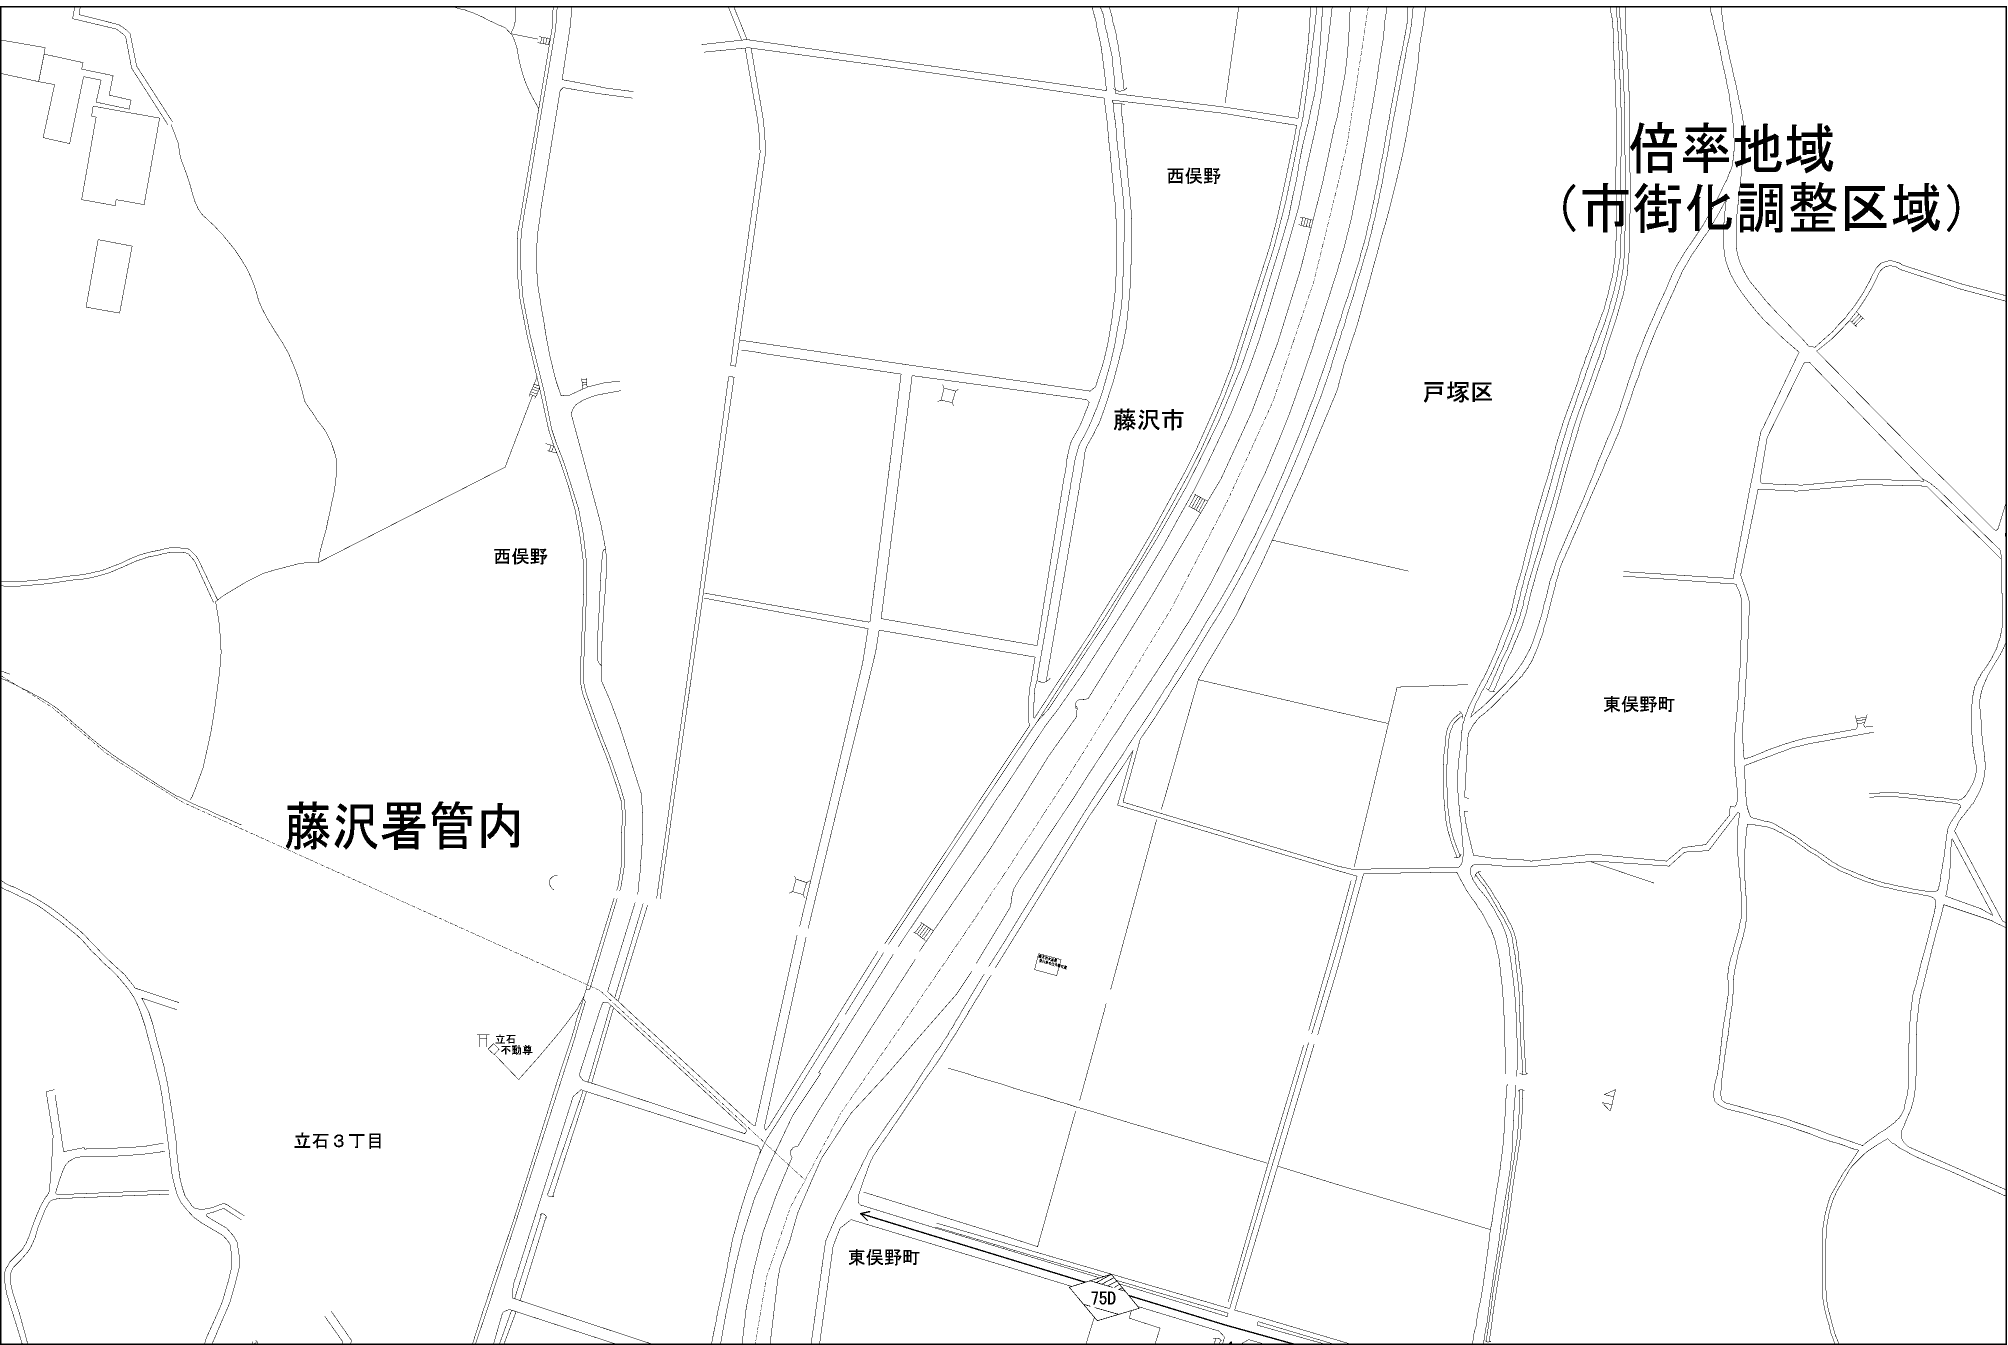 倍率地域
（市街化調整区域）
西俣野
戸塚区
藤沢市
西俣野
東俣野町
藤沢署管内
立石
不動尊
立石３丁目
東俣野町
75D